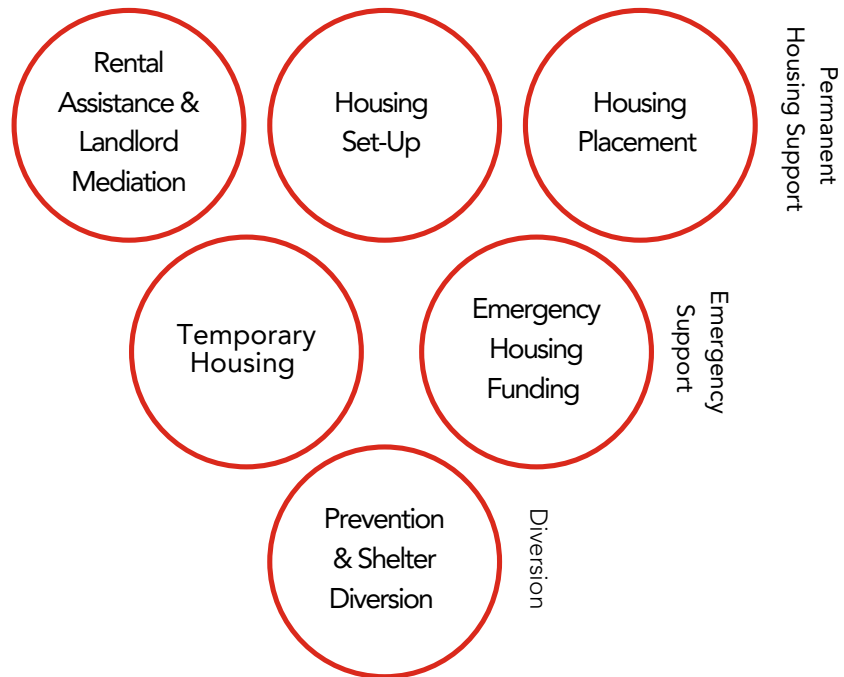 Rental
Assistance &
Landlord
Mediation
Housing
Set-Up
Housing
Placement
Permanent
Housing Support
Temporary
Housing
Emergency
Housing
Funding
Emergency
Support
Prevention
& Shelter
Diversion
Diversion